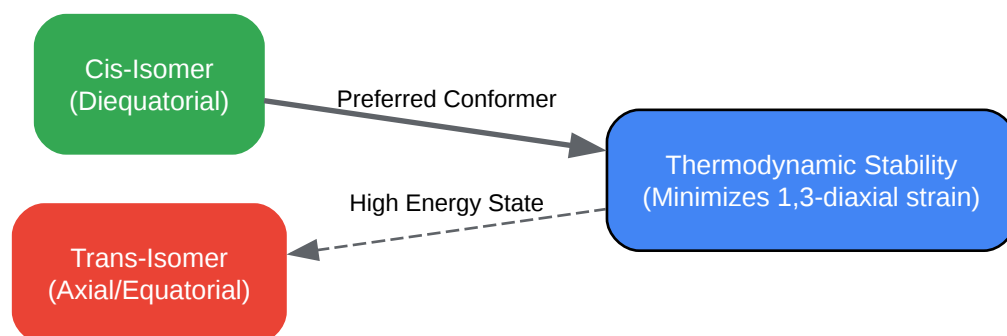 Cis-Isomer
(Diequatorial)
Preferred Conformer
Thermodynamic Stability
(Minimizes 1,3-diaxial strain)
High Energy State
Trans-Isomer
(Axial/Equatorial)